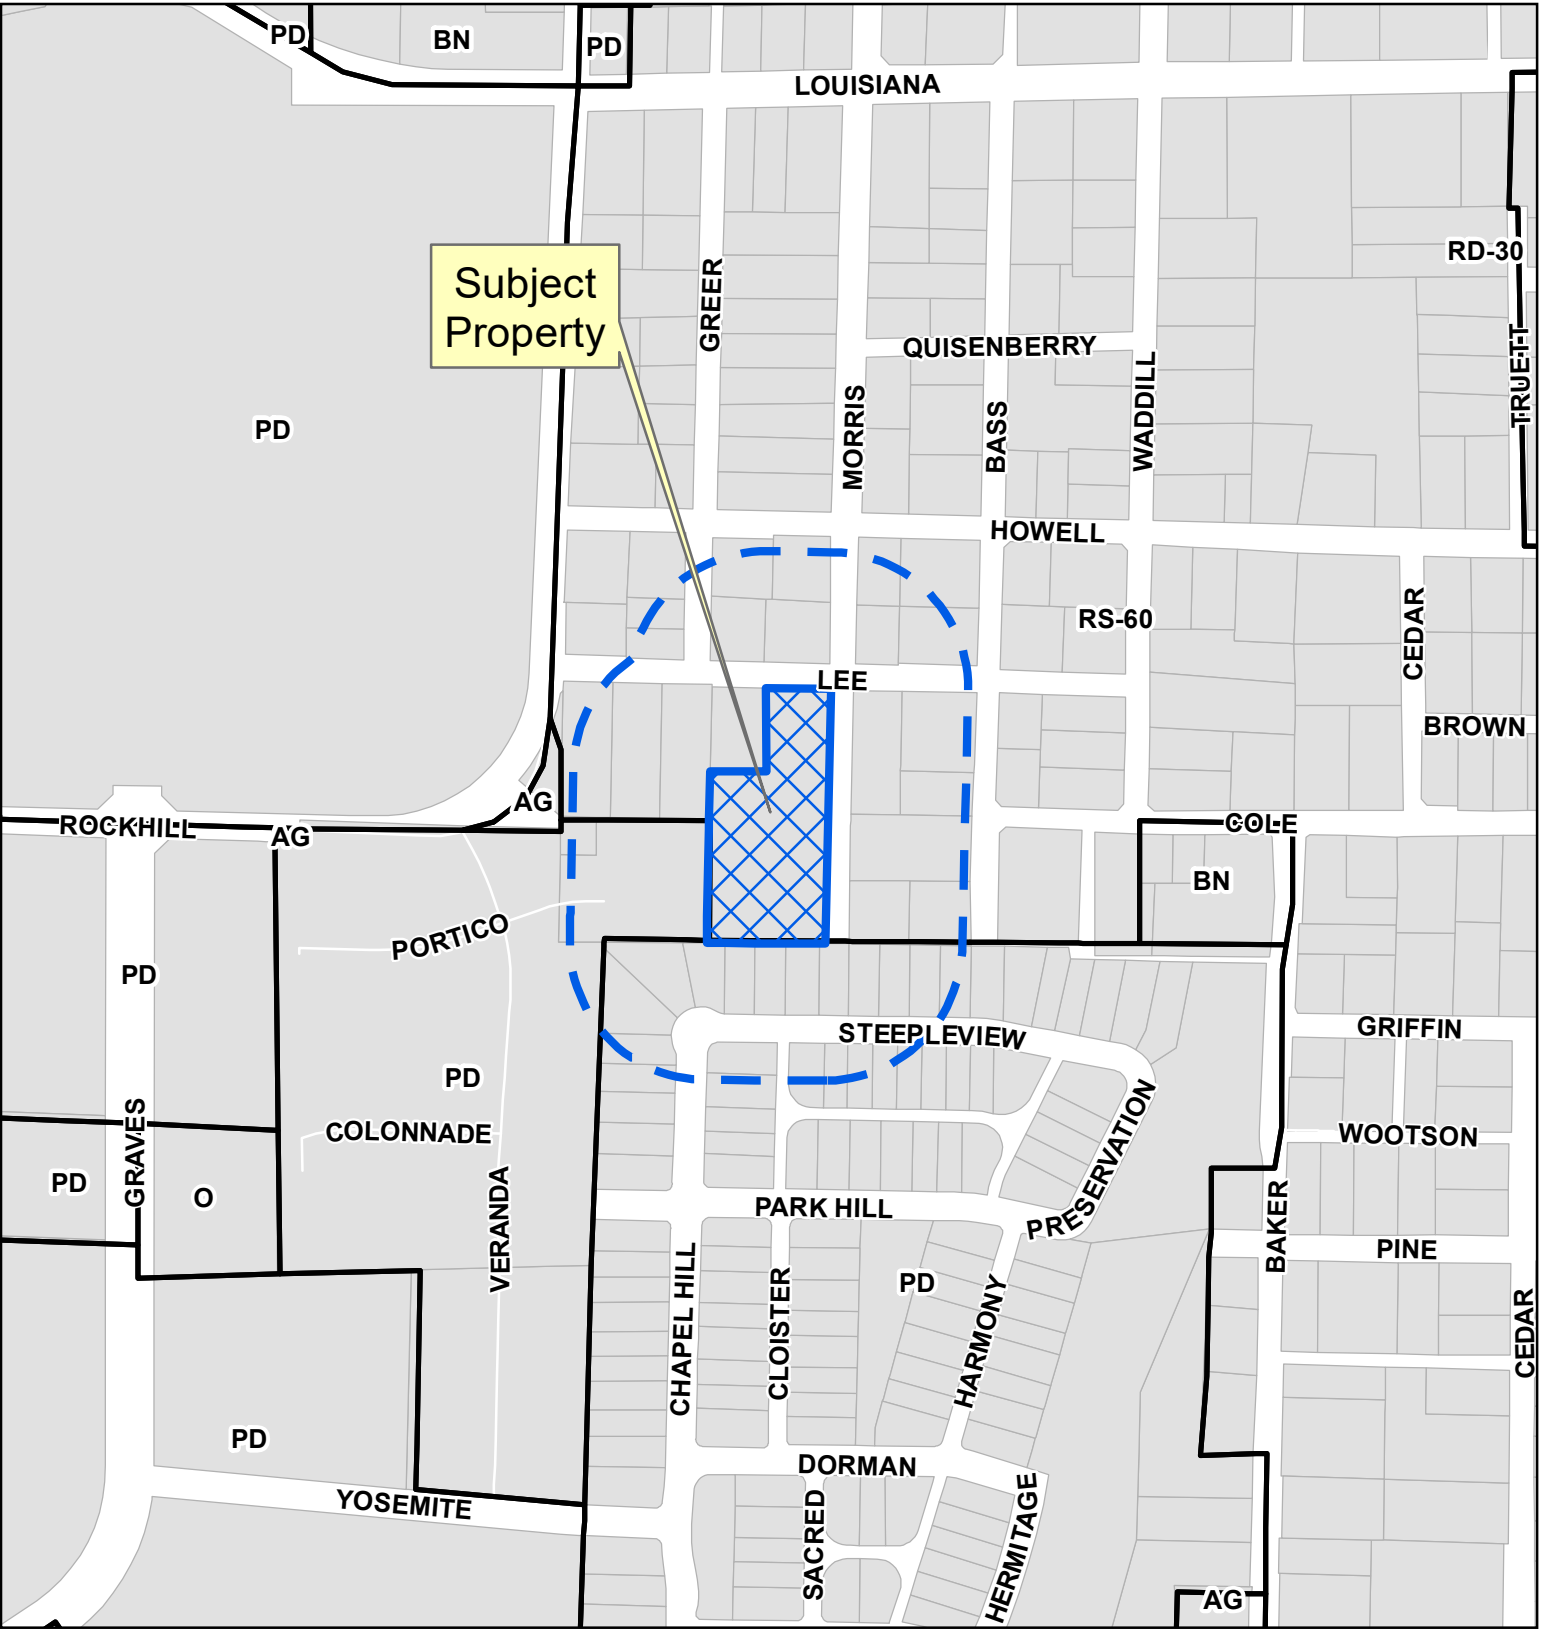 PD
BN
PD
LOUISIANA
RD-30
Subject
Property
GREER
QUISENBERRY
TRUETT
MORRIS
BASS
WADDILL
PD
HOWELL
RS-60
CEDAR
LEE
BROWN
AG
ROCKHILL
AG
COLE
BN
PORTICO
PD
STEEPLEVIEW
GRIFFIN
PD
GRAVES
COLONNADE
PRESERVATION
WOOTSON
PD
O
VERANDA
PARK HILL
BAKER
PINE
CHAPEL HILL
CLOISTER
PD
HARMONY
CEDAR
PD
DORMAN
YOSEMITE
SACRED
HERMITAGE
AG